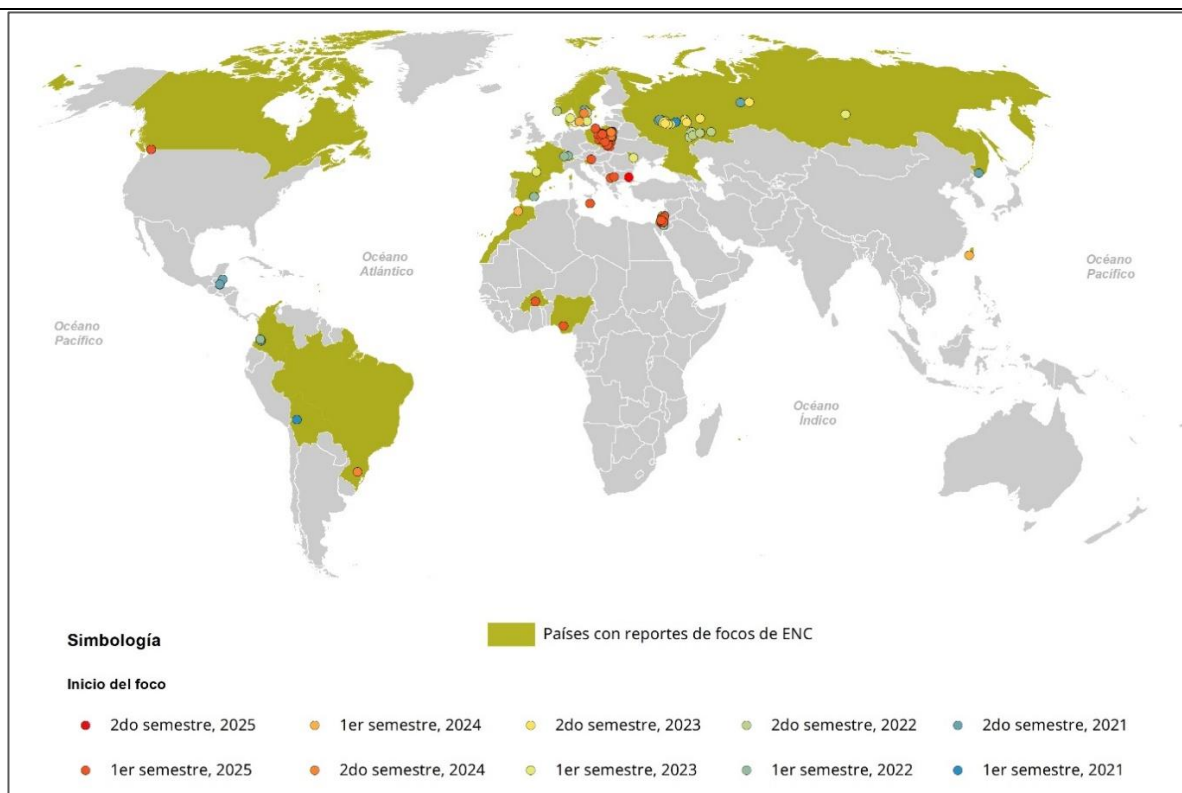 Océano
Atlántico
Océano
Pacífico
Océano
Pacífico
Océano
Índico
Simbología
Países con reportes de focos de ENC
Inicio del foco
2do semestre, 2025
1er semestre, 2024
2do semestre, 2023
2do semestre, 2022
2do semestre, 2021
1er semestre, 2025
2do semestre, 2024
1er semestre, 2023
1er semestre, 2022
1er semestre, 2021